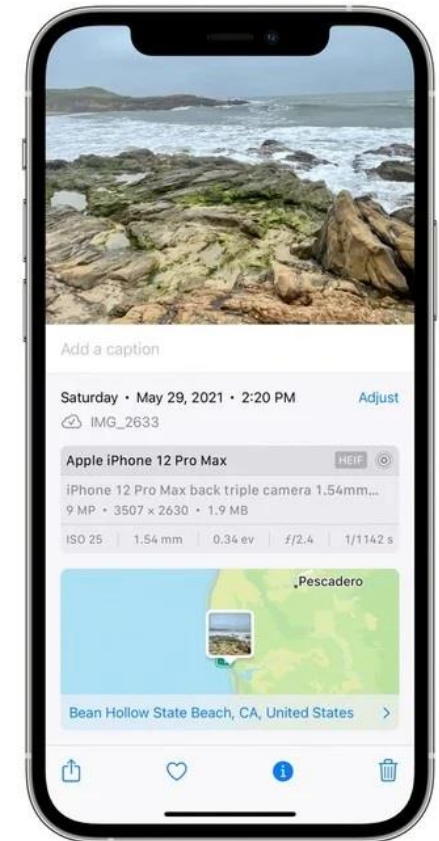 Add a caption
Saturday • May 29, 2021 • 2:20 PM Adjust
IMG_2633
Apple iPhone 12 Pro Max HEIF
iPhone 12 Pro Max back triple camera 1.54mm...
9 MP • 3507 × 2630 • 1.9 MB
ISO 25 | 1.54 mm | 0.34 ev | ƒ/2.4 | 1/1142 s
Pescadero
Bean Hollow State Beach, CA, United States